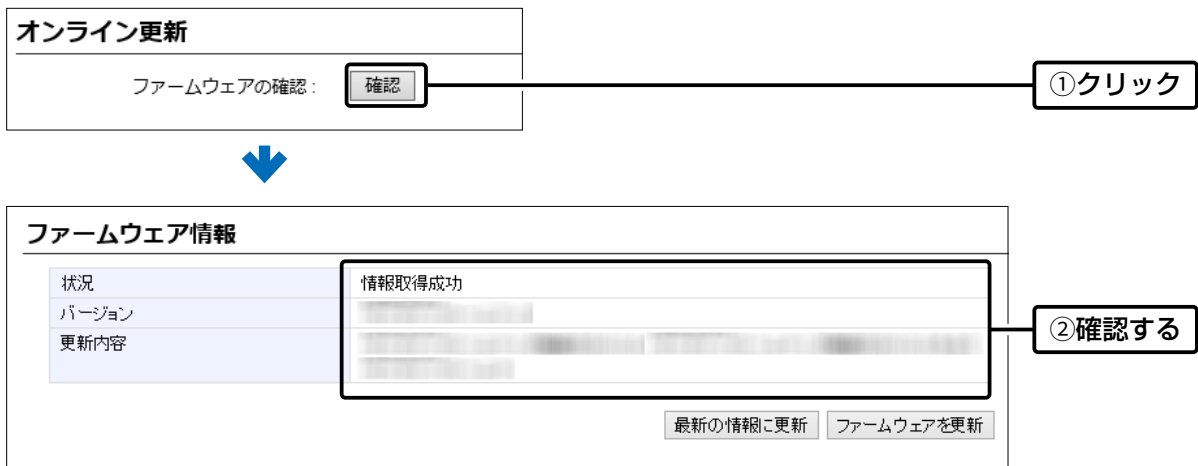 オンライン更新
ファームウェアの確認： 確認
①クリック
ファームウェア情報
状況 情報取得成功
バージョン
更新内容
②確認する
最新の情報に更新 ファームウェアを更新